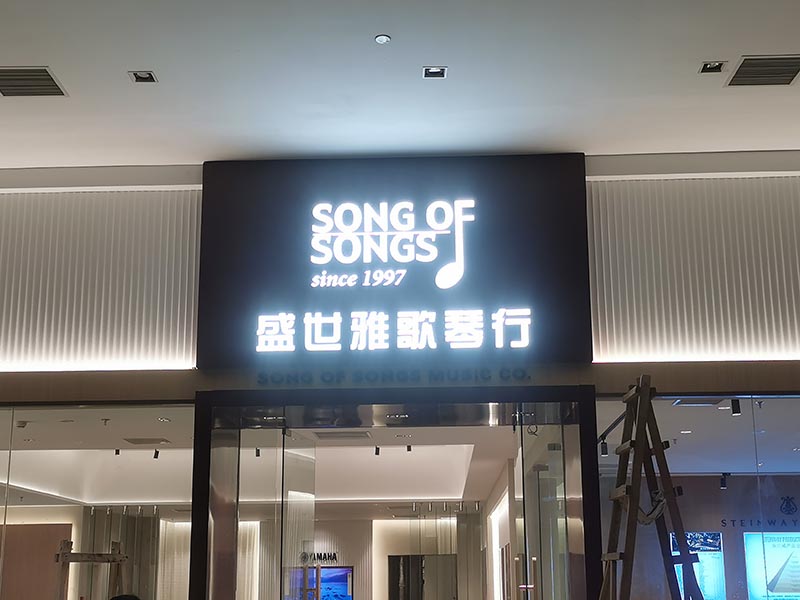 SONG OF
SONGS
since 1997
盛世雅歌琴行
SONG OF SONGS MUSIC CO.
YAMAHA
STEINWAY